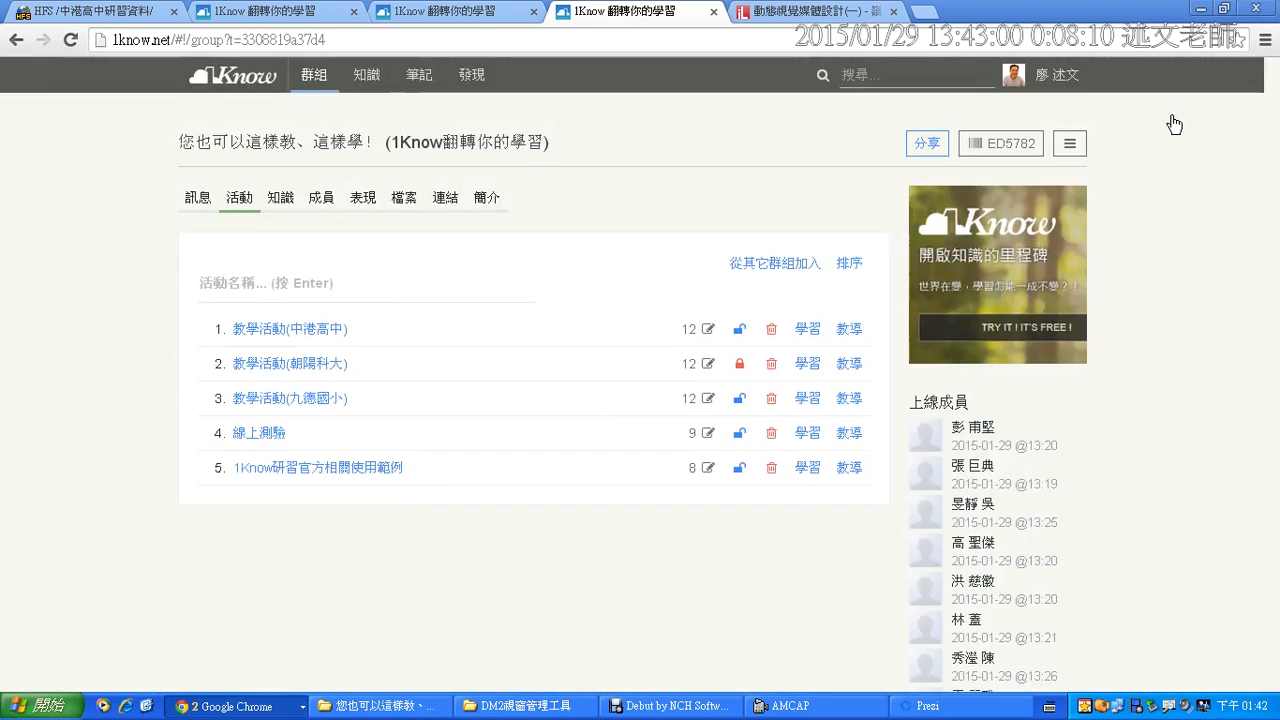 HFS /中港高中研習資料/
1Know 翻轉你的學習
1Know 翻轉你的學習
1Know 翻轉你的學習
動態視覺媒體設計(一) -
1know.net/#!/group?t=3308b19a37d4
2015/01/29 13:43:00 0:08:10 述文老師
1Know
群組
知識
筆記
發現
搜尋...
廖 述文
您也可以這樣教、這樣學! (1Know翻轉你的學習)
分享
ED5782
訊息
活動
知識
成員
表現
檔案
連結
簡介
從其它群組加入
排序
活動名稱... (按 Enter)
1. 教學活動(中港高中) 12 學習 教導
2. 教學活動(朝陽科大) 12 學習 教導
3. 教學活動(九德國小) 12 學習 教導
4. 線上測驗 9 學習 教導
5. 1Know研習官方相關使用範例 8 學習 教導
1Know
開啟知識的里程碑
世界在變，學習怎能一成不變？！
TRY IT ! IT'S FREE !
上線成員
彭 甫堅
2015-01-29 @13:20
張 巨典
2015-01-29 @13:19
旻靜 吳
2015-01-29 @13:25
高 聖傑
2015-01-29 @13:20
洪 慈徽
2015-01-29 @13:20
林 蓋
2015-01-29 @13:21
秀瀅 陳
2015-01-29 @13:26
開始
2 Google Chrome
您也可以這樣教、...
DM2視窗管理工具
Debut by NCH Softw...
AMCAP
Prezi
下午 01:42